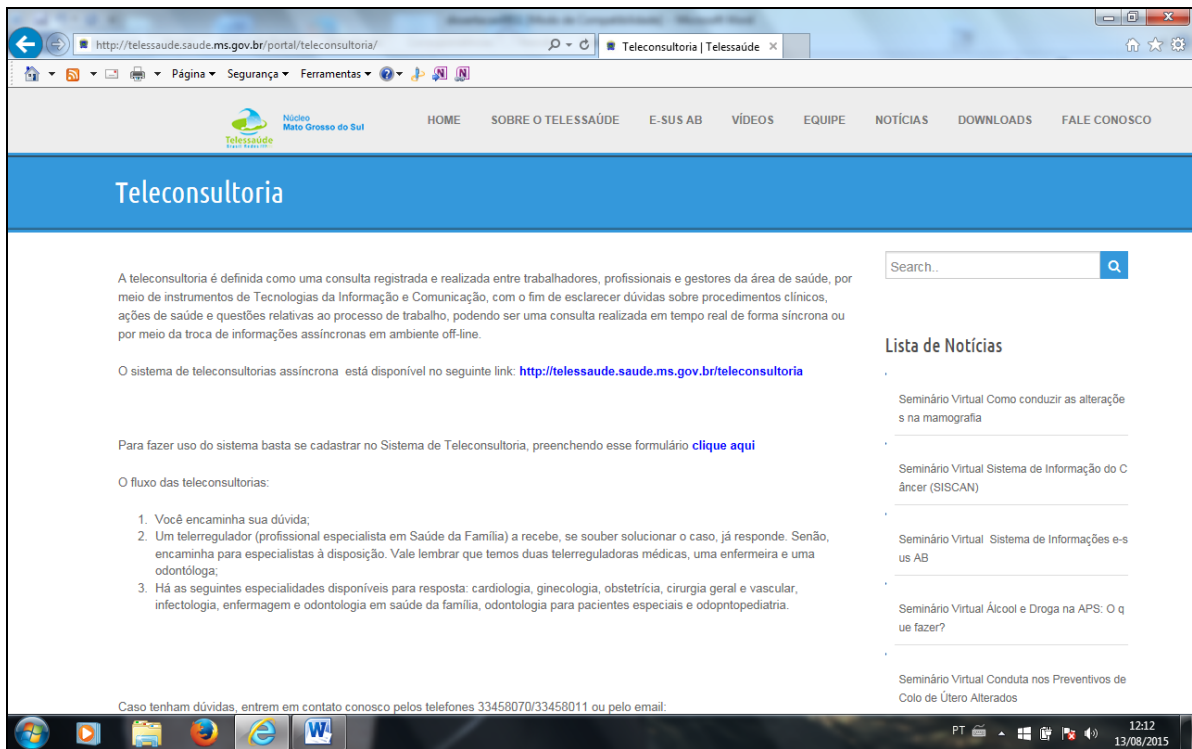 http://telessaude.saude.ms.gov.br/portal/teleconsultoria/
Teleconsultoria | Telessaúde
Página
Segurança
Ferramentas
Telessaúde
Núcleo
Mato Grosso do Sul
HOME
SOBRE O TELESSAÚDE
E-SUS AB
VÍDEOS
EQUIPE
NOTÍCIAS
DOWNLOADS
FALE CONOSCO
Teleconsultoria
A teleconsultoria é definida como uma consulta registrada e realizada entre trabalhadores, profissionais e gestores da área de saúde, por
meio de instrumentos de Tecnologias da Informação e Comunicação, com o fim de esclarecer dúvidas sobre procedimentos clínicos,
ações de saúde e questões relativas ao processo de trabalho, podendo ser uma consulta realizada em tempo real de forma síncrona ou
por meio da troca de informações assíncronas em ambiente off-line.
O sistema de teleconsultorias assíncrona está disponível no seguinte link: http://telessaude.saude.ms.gov.br/teleconsultoria
Para fazer uso do sistema basta se cadastrar no Sistema de Teleconsultoria, preenchendo esse formulário clique aqui
O fluxo das teleconsultorias:
1. Você encaminha sua dúvida;
2. Um telerregulador (profissional especialista em Saúde da Família) a recebe, se souber solucionar o caso, já responde. Senão,
encaminha para especialistas à disposição. Vale lembrar que temos duas telerreguladoras médicas, uma enfermeira e uma
odontóloga;
3. Há as seguintes especialidades disponíveis para resposta: cardiologia, ginecologia, obstetrícia, cirurgia geral e vascular,
infectologia, enfermagem e odontologia em saúde da família, odontologia para pacientes especiais e odopntopediatria.
Caso tenham dúvidas, entrem em contato conosco pelos telefones 33458070/33458011 ou pelo email:
Search..
Lista de Notícias
Seminário Virtual Como conduzir as alteraçõe
s na mamografia
Seminário Virtual Sistema de Informação do C
âncer (SISCAN)
Seminário Virtual Sistema de Informações e-s
us AB
Seminário Virtual Álcool e Droga na APS: O q
ue fazer?
Seminário Virtual Conduta nos Preventivos de
Colo de Útero Alterados
PT
12:12
13/08/2015